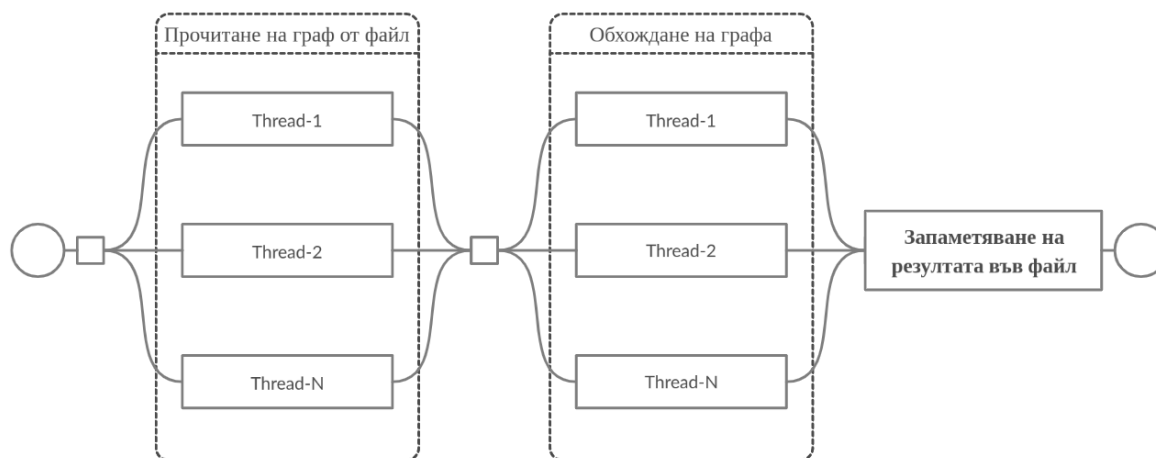 Прочитане на граф от файл
Thread-1
Thread-2
Thread-N
Обхождане на графа
Thread-1
Thread-2
Thread-N
Запаметяване на
резултата във файл